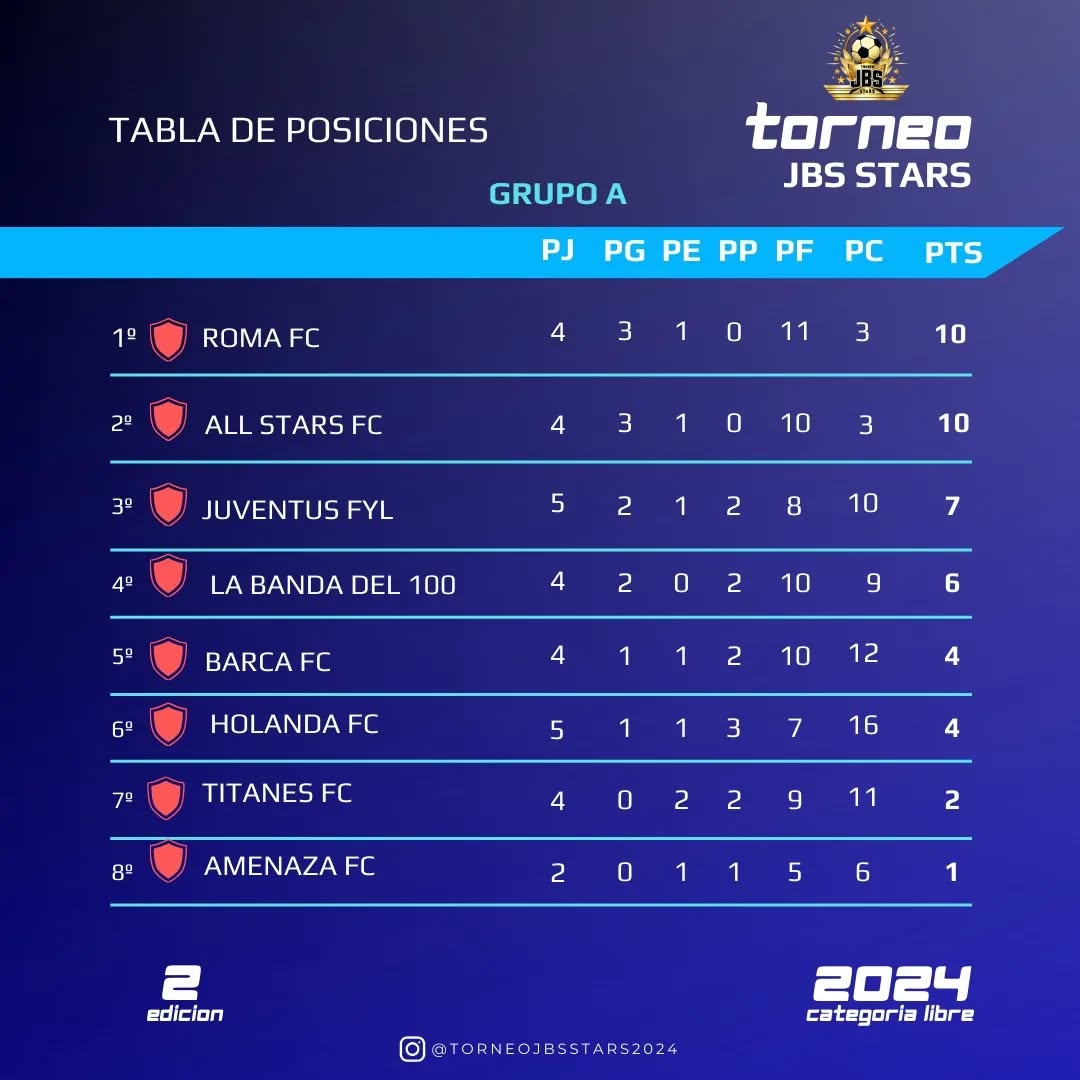 JBS
STARS
torneo
TABLA DE POSICIONES
JBS STARS
GRUPO A
PJ PG PE PP PF PC PTS
1º ROMA FC 4 3 1 0 11 3 10
2º ALL STARS FC 4 3 1 0 10 3 10
3º JUVENTUS FYL 5 2 1 2 8 10 7
4º LA BANDA DEL 100 4 2 0 2 10 9 6
5º BARCA FC 4 1 1 2 10 12 4
6º HOLANDA FC 5 1 1 3 7 16 4
7º TITANES FC 4 0 2 2 9 11 2
8º AMENAZA FC 2 0 1 1 5 6 1
2 2024
edicion categoria libre
@TORNEOJBSSTARS2024